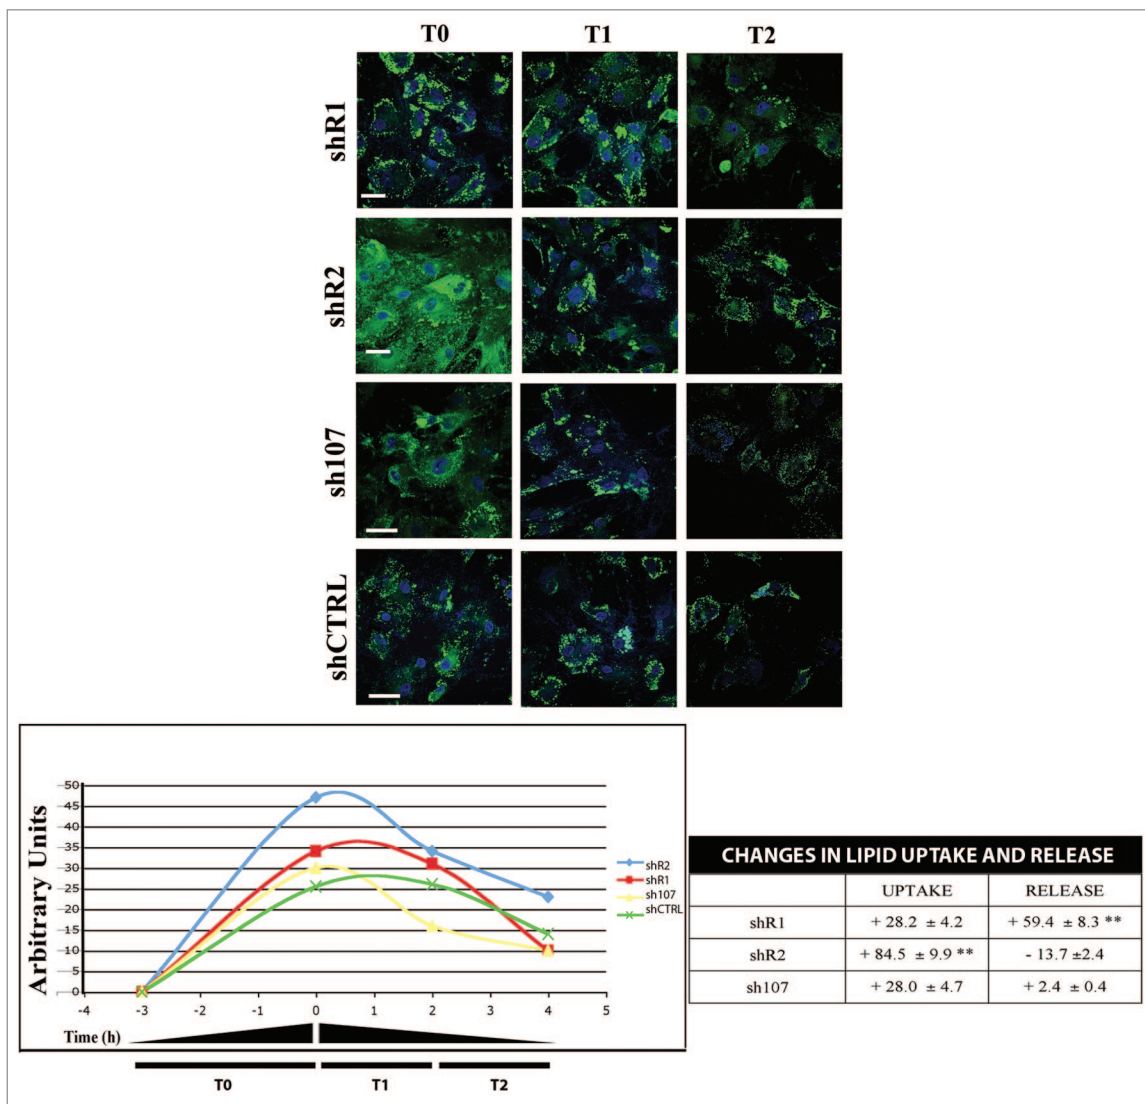 T0 T1 T2
shR1
shR2
sh107
shCTRL
Arbitrary Units
50
45
40
35
30
25
20
15
10
5
0
-4 -3 -2 -1 0 1 2 3 4 5
Time (h)
T0 T1 T2
shR2
shR1
sh107
shCTRL
CHANGES IN LIPID UPTAKE AND RELEASE
UPTAKE RELEASE
shR1 + 28.2 ± 4.2 + 59.4 ± 8.3 **
shR2 + 84.5 ± 9.9 ** - 13.7 ±2.4
sh107 + 28.0 ± 4.7 + 2.4 ± 0.4